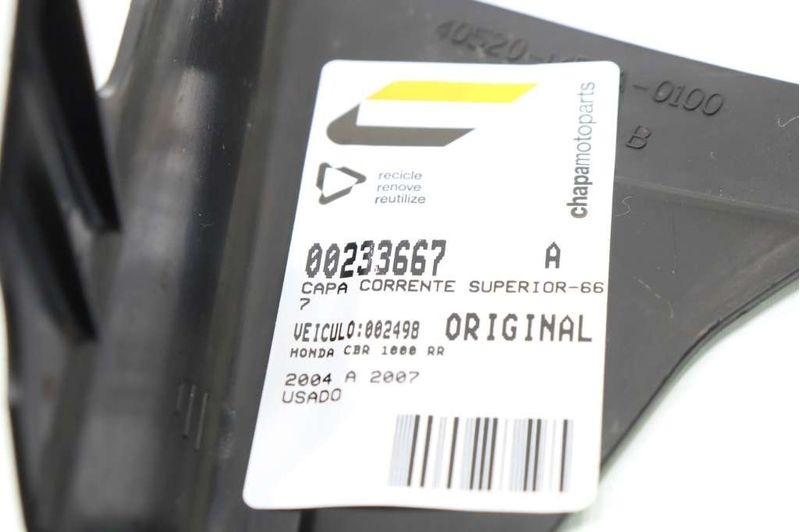 40520-
-0100
B
chapamotoparts
recicle
renove
reutilize
00233667 A
CAPA CORRENTE SUPERIOR-66
7
VEICULO:002498 ORIGINAL
HONDA CBR 1000 RR
2004 A 2007
USADO